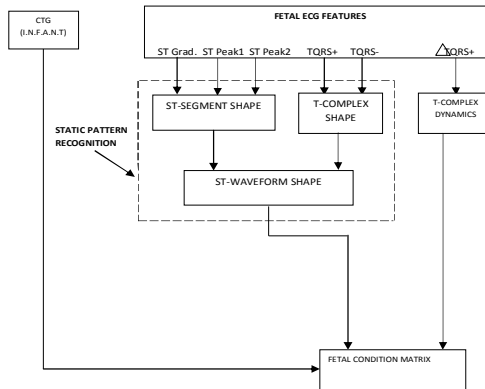 CTG
(I.N.F.A.N.T)
FETAL ECG FEATURES
ST Grad. ST Peak1 ST Peak2 TQRS+ TQRS- △TQRS+
ST-SEGMENT SHAPE
T-COMPLEX
SHAPE
T-COMPLEX
DYNAMICS
STATIC PATTERN
RECOGNITION
ST-WAVEFORM SHAPE
FETAL CONDITION MATRIX